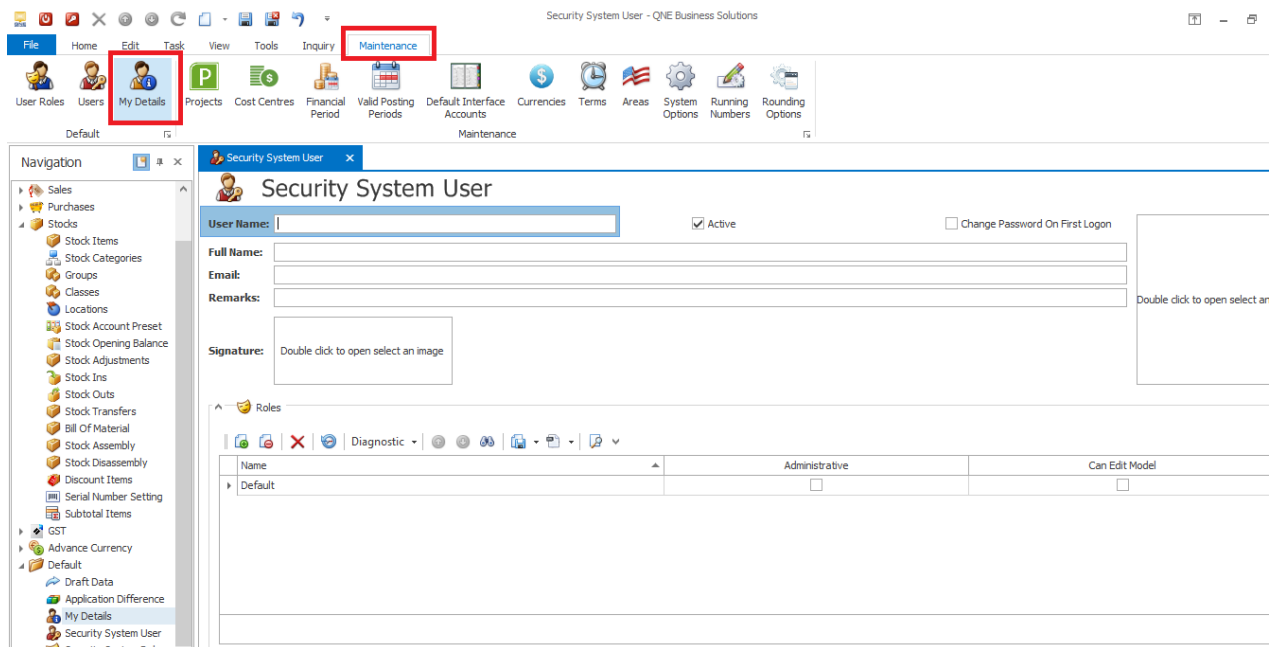 Security System User - QNE Business Solutions
File Home Edit Task View Tools Inquiry Maintenance
User Roles Users My Details Projects Cost Centres Financial Period Valid Posting Periods Default Interface Accounts Currencies Terms Areas System Options Running Numbers Rounding Options
Default Maintenance
Navigation
Sales
Purchases
Stocks
Stock Items
Stock Categories
Groups
Classes
Locations
Stock Account Preset
Stock Opening Balance
Stock Adjustments
Stock Ins
Stock Outs
Stock Transfers
Bill Of Material
Stock Assembly
Stock Disassembly
Discount Items
Serial Number Setting
Subtotal Items
GST
Advance Currency
Default
Draft Data
Application Difference
My Details
Security System User
Security System User
Security System User
User Name: Active Change Password On First Logon
Full Name:
Email:
Remarks:
Double click to open select an
Signature: Double click to open select an image
Roles
Diagnostic
Name Administrative Can Edit Model
Default